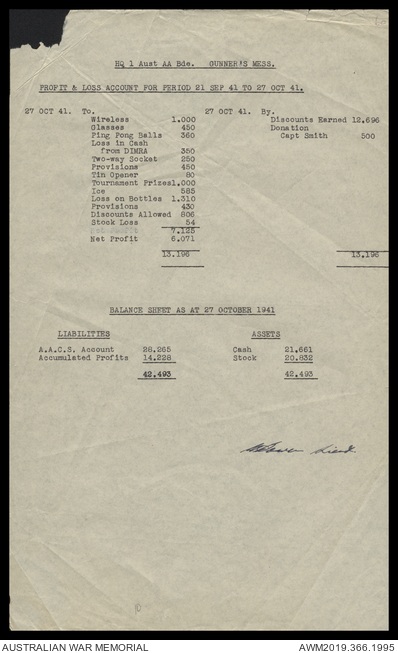 HQ 1 Aust AA Bde. GUNNER'S MESS.
PROFIT & LOSS ACCOUNT FOR PERIOD 21 SEP 41 TO 27 OCT 41.
27 OCT 41. To. 27 OCT 41. By.
Wireless 1.000 Discounts Earned 12,696
Glasses 450 Donation
Ping Pong Balls 360 Capt Smith 500
Loss in Cash
from DIMRA 350
Two-way Socket 250
Provisions 450
Tin Opener 80
Tournament Prizes1,000
Ice 585
Loss on Bottles 1.310
Provisions 430
Discounts Allowed 806
Stock Loss 54
7.125
Net Profit 6.071
13.196 13.196
BALANCE SHEET AS AT 27 OCTOBER 1941
LIABILITIES ASSETS
A.A.C.S. Account 28.265 Cash 21.661
Accumulated Profits 14.228 Stock 20.832
42.493 42.493
Lieut.
10
AUSTRALIAN WAR MEMORIAL AWM2019.366.1995